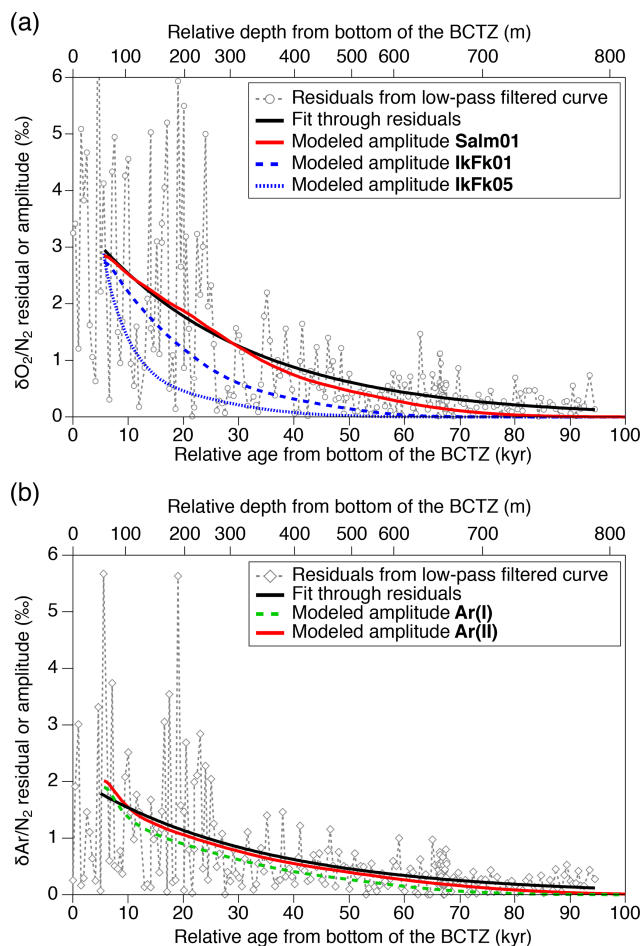 (a)
Relative depth from bottom of the BCTZ (m)
0 100 200 300 400 500 600 700 800
6
5
4
3
2
1
0
δO₂/N₂ residual or amplitude (‰)
Residuals from low-pass filtered curve
Fit through residuals
Modeled amplitude Salm01
Modeled amplitude IkFk01
Modeled amplitude IkFk05
0 10 20 30 40 50 60 70 80 90 100
Relative age from bottom of the BCTZ (kyr)
(b)
Relative depth from bottom of the BCTZ (m)
0 100 200 300 400 500 600 700 800
6
5
4
3
2
1
0
δAr/N₂ residual or amplitude (‰)
Residuals from low-pass filtered curve
Fit through residuals
Modeled amplitude Ar(I)
Modeled amplitude Ar(II)
0 10 20 30 40 50 60 70 80 90 100
Relative age from bottom of the BCTZ (kyr)